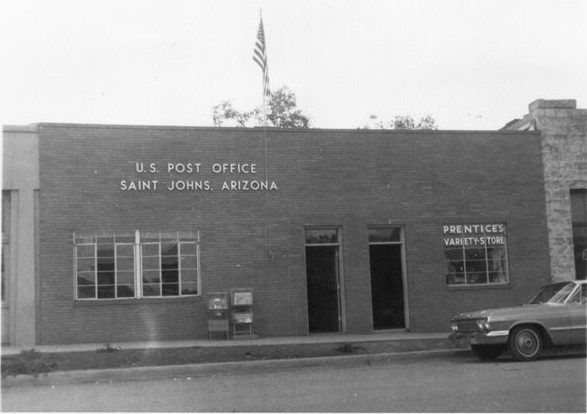 U.S. POST OFFICE
SAINT JOHNS, ARIZONA
PRENTICE'S
VARIETY-STORE